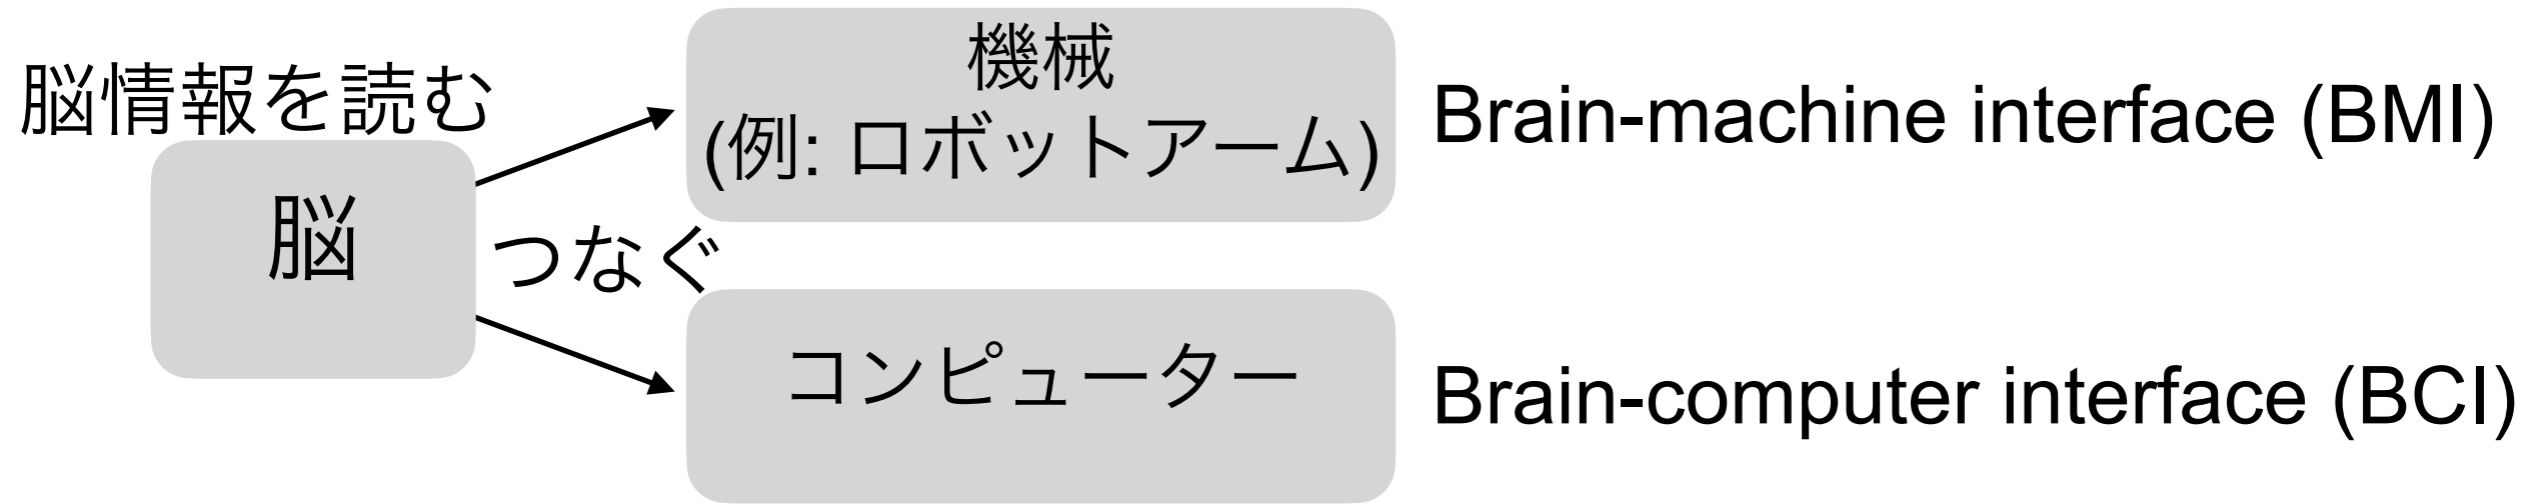 脳情報を読む
脳
つなぐ
機械
(例: ロボットアーム)
Brain-machine interface (BMI)
コンピューター
Brain-computer interface (BCI)